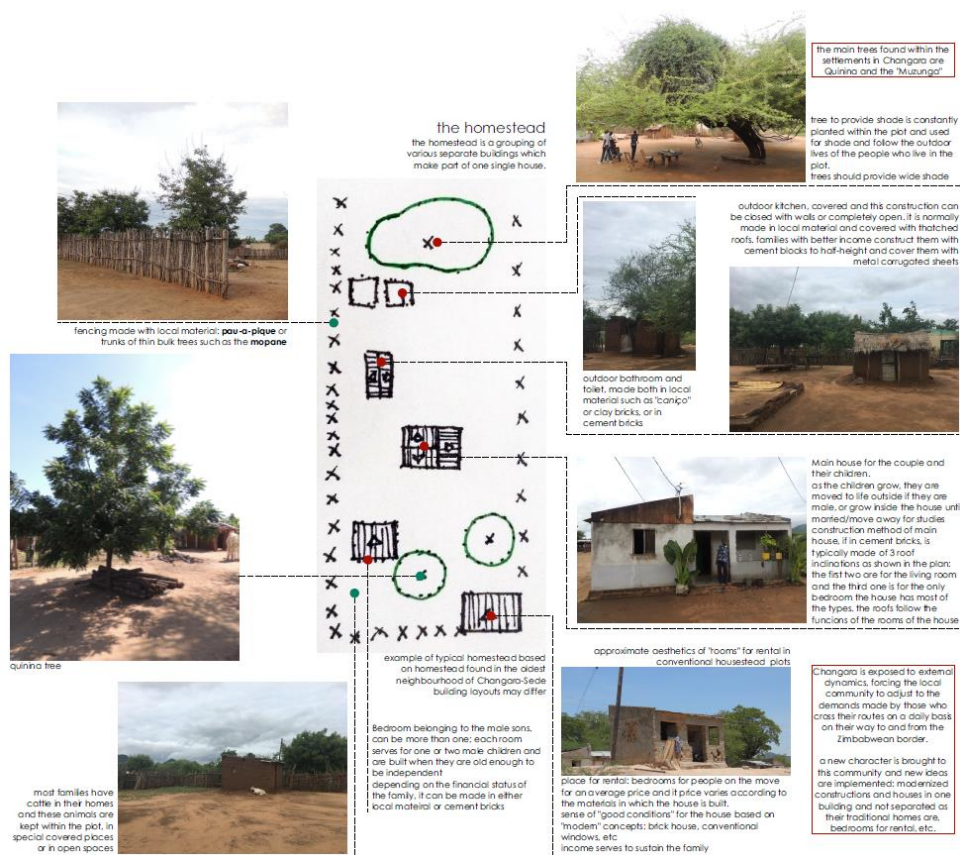 the homestead
the homestead is a grouping of
various separate buildings which
make part of one single house.
the main trees found within the
settlements in Changara are
Quinina and the "Muzunga"
tree to provide shade is constantly
planted within the plot and used
for shade and follow the outdoor
lives of the people who live in the
plot.
trees should provide wide shade
outdoor kitchen, covered and this construction can
be closed with walls or completely open. it is normally
made in local material and covered with thatched
roofs. families with better income construct them with
cement blocks to half-height and cover them with
metal corrugated sheets
fencing made with local material: pau-a-pique or
trunks of thin bulk trees such as the mopane
outdoor bathroom and
toilet, made both in local
material such as "caniço"
or clay bricks, or in
cement bricks
Main house for the couple and
their children.
as the children grow, they are
moved to life outside if they are
male, or grow inside the house until
married/move away for studies
construction method of main
house, if in cement bricks, is
typically made of 3 roof
inclinations as shown in the plan:
the first two are for the living room
and the third one is for the only
bedroom the house has most of
the types. the roofs follow the
funcions of the rooms of the house
quinina tree
example of typical homestead based
on homestead found in the oldest
neighbourhood of Changara-Sede
building layouts may differ
approximate aesthetics of "rooms" for rental in
conventional housestead plots
Bedroom belonging to the male sons,
can be more than one; each room
serves for one or two male children and
are built when they are old enough to
be independent
depending on the financial status of
the family, it can be made in either
local mateiral or cement bricks
most families have
cattle in their homes
and these animals are
kept within the plot, in
special covered places
or in open spaces
place for rental: bedrooms for people on the move
for an average price and it price varies according to
the materials in which the house is built.
sense of "good conditions" for the house based on
"modern" concepts: brick house, conventional
windows, etc
income serves to sustain the family
Changara is exposed to external
dynamics, forcing the local
community to adjust to the
demands made by those who
cross their routes on a daily basis
on their way to and from the
Zimbabwean border.
a new character is brought to
this community and new ideas
are implemented: modernized
constructions and houses in one
building and not separated as
their traditional homes are,
bedrooms for rental, etc.